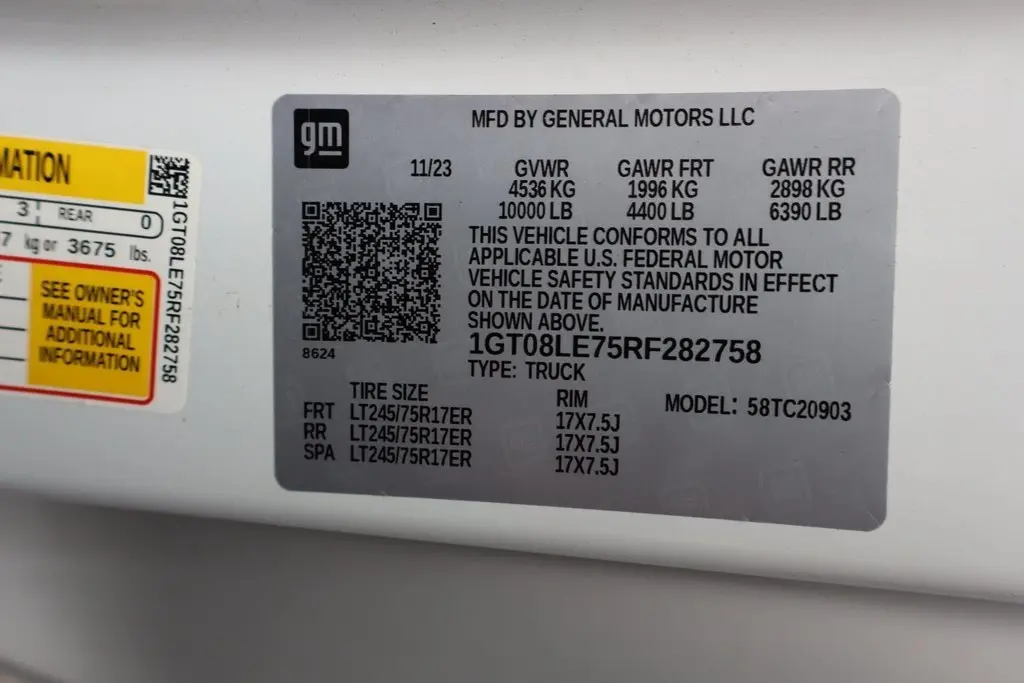 MATION
3 REAR 0
7 kg or 3675 lbs.
SEE OWNER'S
MANUAL FOR
ADDITIONAL
INFORMATION
1GT08LE75RF282758
gm
MFD BY GENERAL MOTORS LLC
11/23 GVWR GAWR FRT GAWR RR
4536 KG 1996 KG 2898 KG
10000 LB 4400 LB 6390 LB
THIS VEHICLE CONFORMS TO ALL
APPLICABLE U.S. FEDERAL MOTOR
VEHICLE SAFETY STANDARDS IN EFFECT
ON THE DATE OF MANUFACTURE
SHOWN ABOVE.
8624
1GT08LE75RF282758
TYPE: TRUCK
TIRE SIZE RIM MODEL: 58TC20903
FRT LT245/75R17ER 17X7.5J
RR LT245/75R17ER 17X7.5J
SPA LT245/75R17ER 17X7.5J